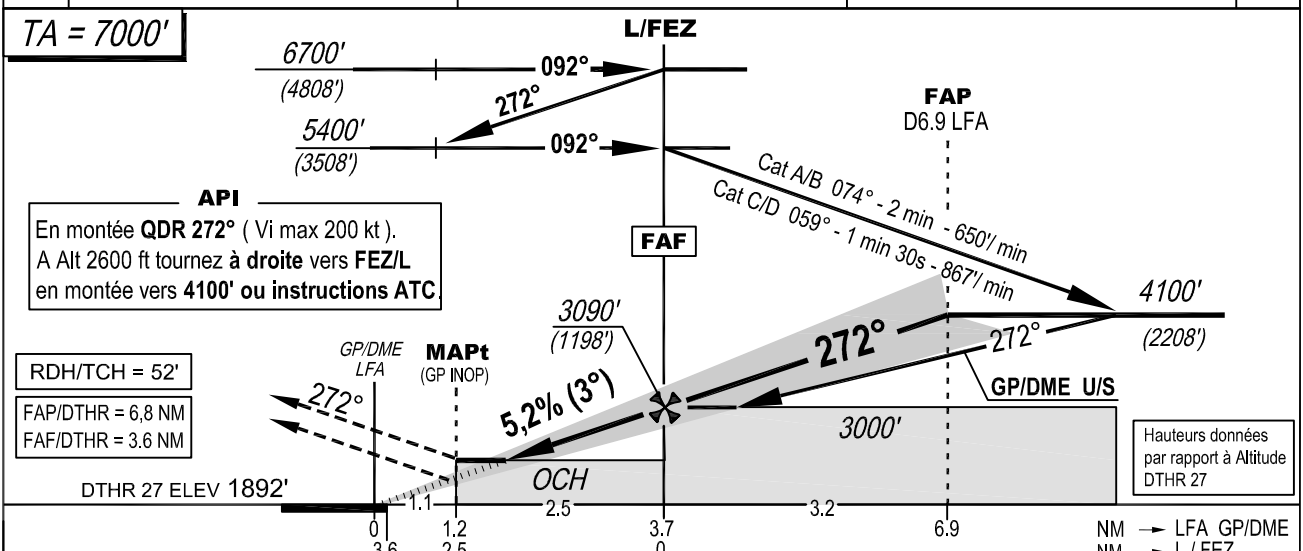 TA = 7000'
L/FEZ
6700'
(4808')
092°
272°
5400'
(3508')
092°
FAP
D6.9 LFA
Cat A/B 074° - 2 min - 650'/ min
Cat C/D 059° - 1 min 30s - 867'/ min
API
En montée QDR 272° ( Vi max 200 kt ).
A Alt 2600 ft tournez à droite vers FEZ/L
en montée vers 4100' ou instructions ATC.
FAF
4100'
(2208')
3090'
(1198')
272°
272°
GP/DME U/S
GP/DME
LFA
MAPt
(GP INOP)
RDH/TCH = 52'
FAP/DTHR = 6,8 NM
FAF/DTHR = 3.6 NM
272°
5,2% (3°)
3000'
Hauteurs données
par rapport à Altitude
DTHR 27
OCH
DTHR 27 ELEV 1892'
1.1
2.5
3.2
0 1.2 3.7 6.9 NM → LFA GP/DME
3.6 2.5 0 NM → L / FEZ